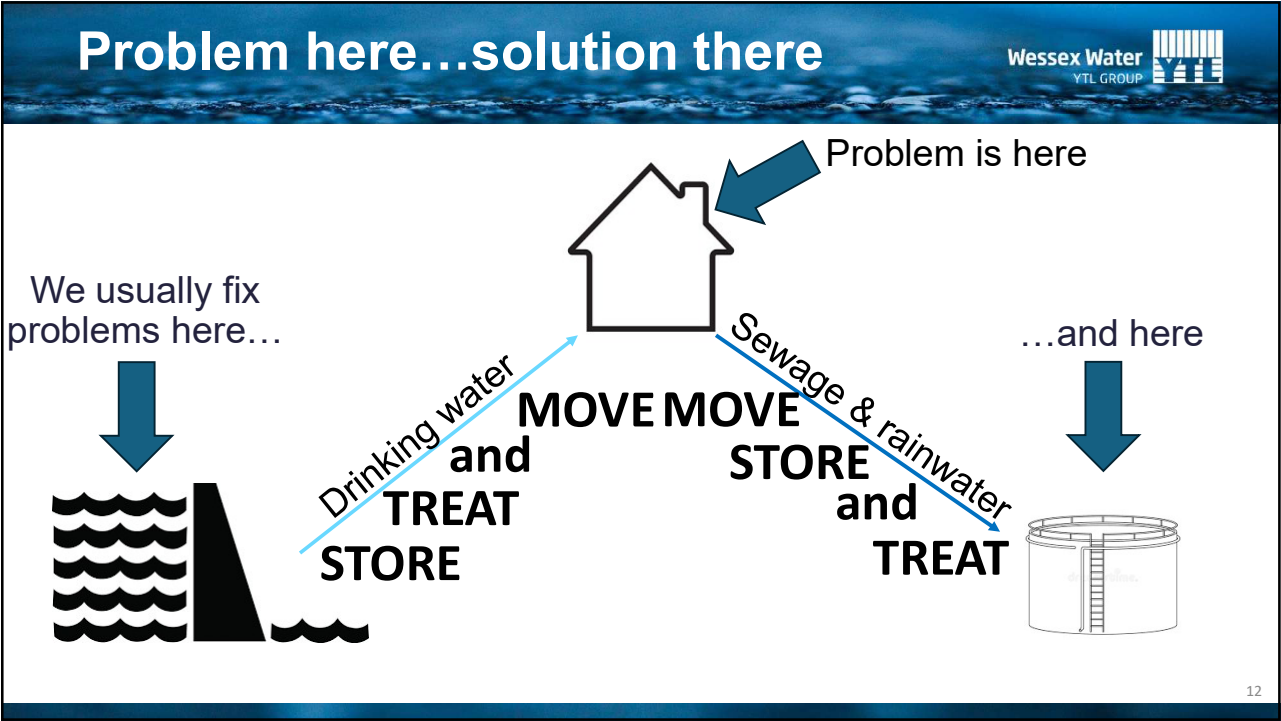 Problem here…solution there
Wessex Water
YTL GROUP
YTL
Problem is here
We usually fix
problems here…
…and here
Drinking water
Sewage & rainwater
MOVE
and
TREAT
STORE
MOVE
STORE
and
TREAT
12